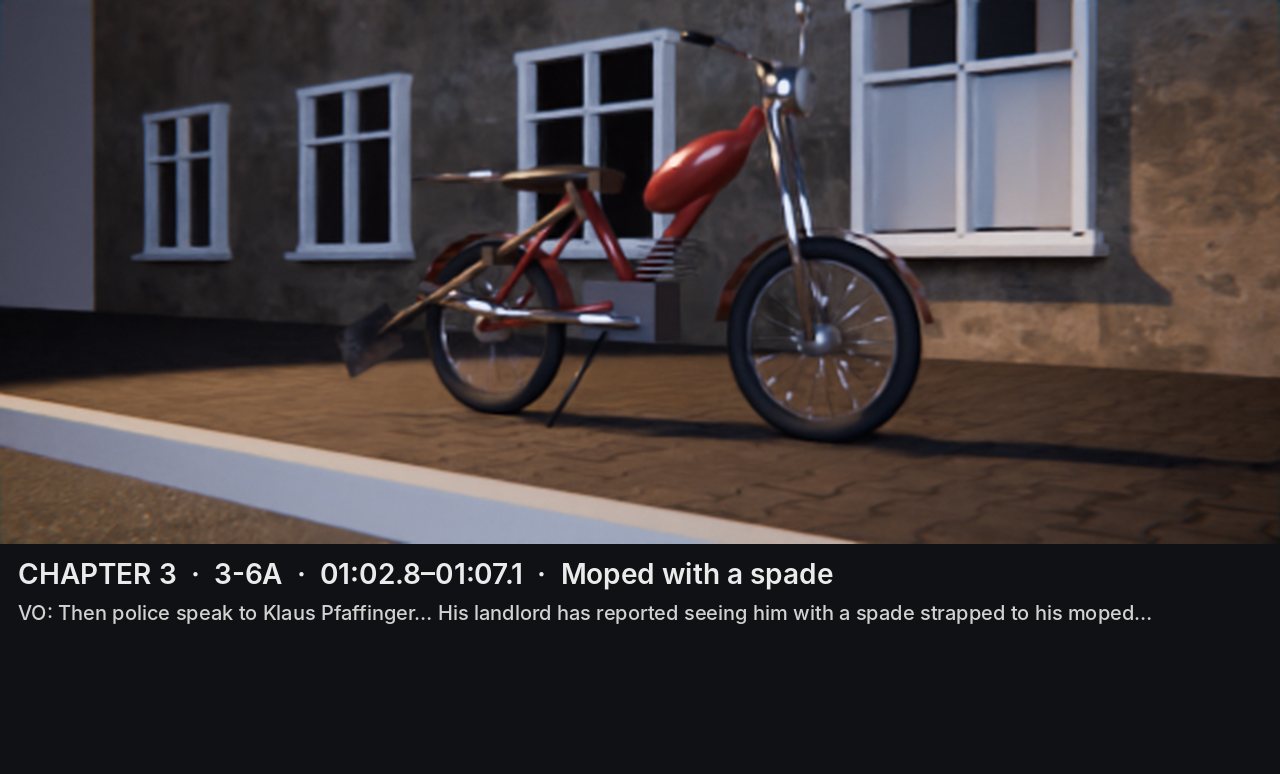 CHAPTER 3 · 3-6A · 01:02.8–01:07.1 · Moped with a spade
VO: Then police speak to Klaus Pfaffinger... His landlord has reported seeing him with a spade strapped to his moped...